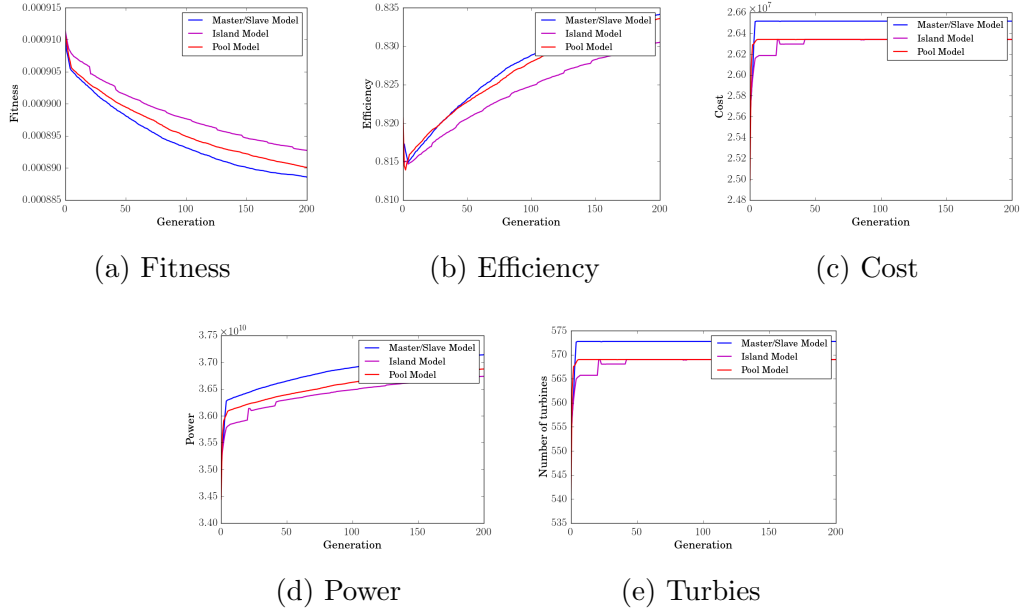 0.000915
0.000910
0.000905
0.000900
0.000895
0.000890
0.000885
Fitness
0 50 100 150 200
Generation
Master/Slave Model
Island Model
Pool Model
(a) Fitness
0.835
0.830
0.825
0.820
0.815
0.810
Efficiency
0 50 100 150 200
Generation
Master/Slave Model
Island Model
Pool Model
(b) Efficiency
×10⁷
2.66
2.64
2.62
2.60
2.58
2.56
2.54
2.52
2.50
2.48
Cost
0 50 100 150 200
Generation
Master/Slave Model
Island Model
Pool Model
(c) Cost
×10¹⁰
3.75
3.70
3.65
3.60
3.55
3.50
3.45
3.40
Power
0 50 100 150 200
Generation
Master/Slave Model
Island Model
Pool Model
(d) Power
575
570
565
560
555
550
545
540
535
Number of turbines
0 50 100 150 200
Generation
Master/Slave Model
Island Model
Pool Model
(e) Turbies